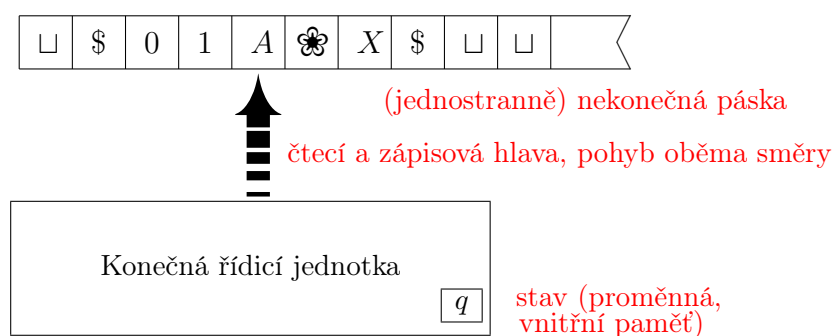 ␣ $ 0 1 A ❀ X $ ␣ ␣
(jednostranně) nekonečná páska
čtecí a zápisová hlava, pohyb oběma směry
Konečná řídicí jednotka
q
stav (proměnná,
vnitřní paměť)